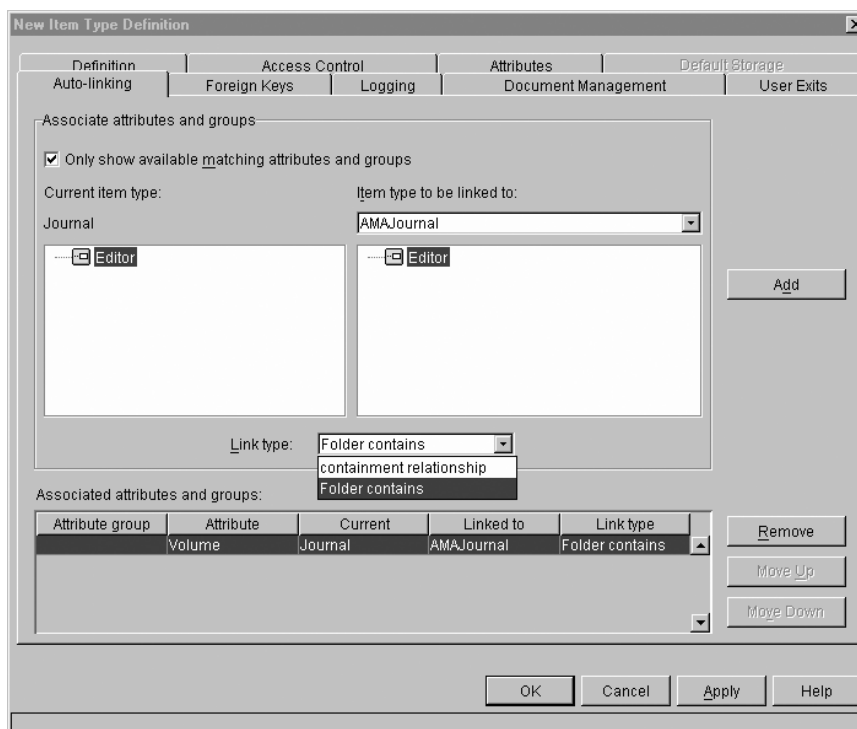 New Item Type Definition
Definition Access Control Attributes Default Storage
Auto-linking Foreign Keys Logging Document Management User Exits
Associate attributes and groups
Only show available matching attributes and groups
Current item type: Item type to be linked to:
Journal AMAJournal
Editor Editor
Add
Link type: Folder contains
containment relationship
Folder contains
Associated attributes and groups:
Attribute group Attribute Current Linked to Link type
Volume Journal AMAJournal Folder contains
Remove
Move Up
Move Down
OK Cancel Apply Help